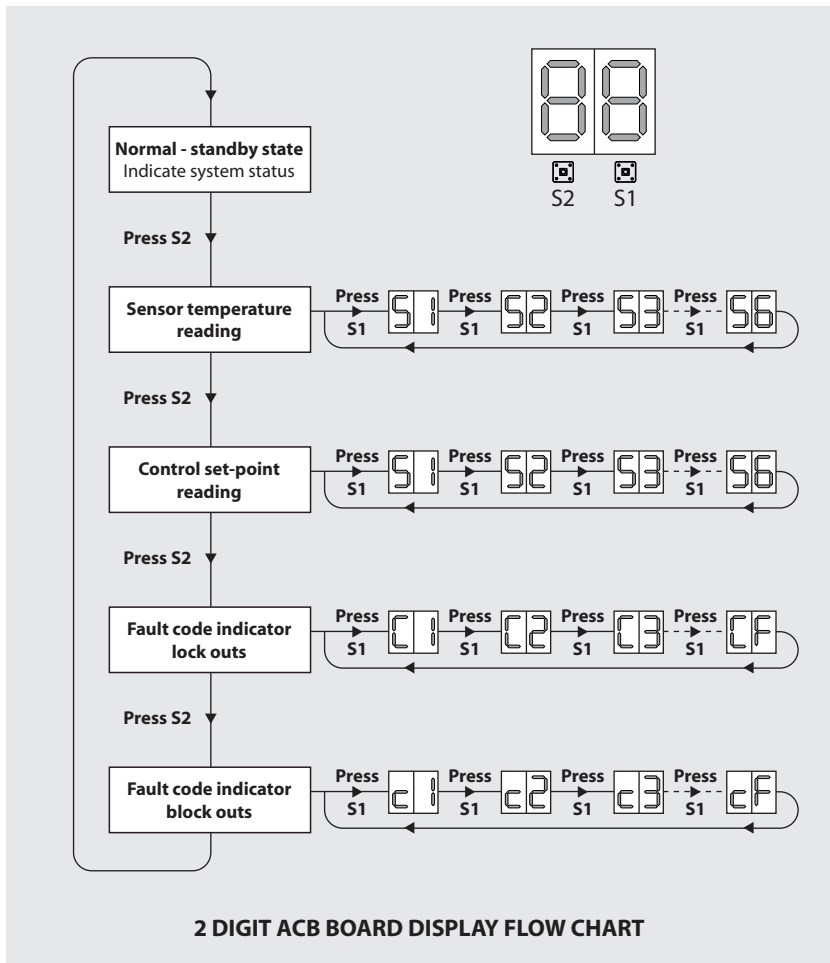 88
S2 S1
Normal - standby state
Indicate system status
Press S2
Sensor temperature
reading
Press Press Press Press
S1 S1 S1 S1
S1 S2 S3 S6
Press S2
Control set-point
reading
Press Press Press Press
S1 S1 S1 S1
S1 S2 S3 S6
Press S2
Fault code indicator
lock outs
Press Press Press Press
S1 S1 S1 S1
C1 C2 C3 CF
Press S2
Fault code indicator
block outs
Press Press Press Press
S1 S1 S1 S1
c1 c2 c3 cF
2 DIGIT ACB BOARD DISPLAY FLOW CHART